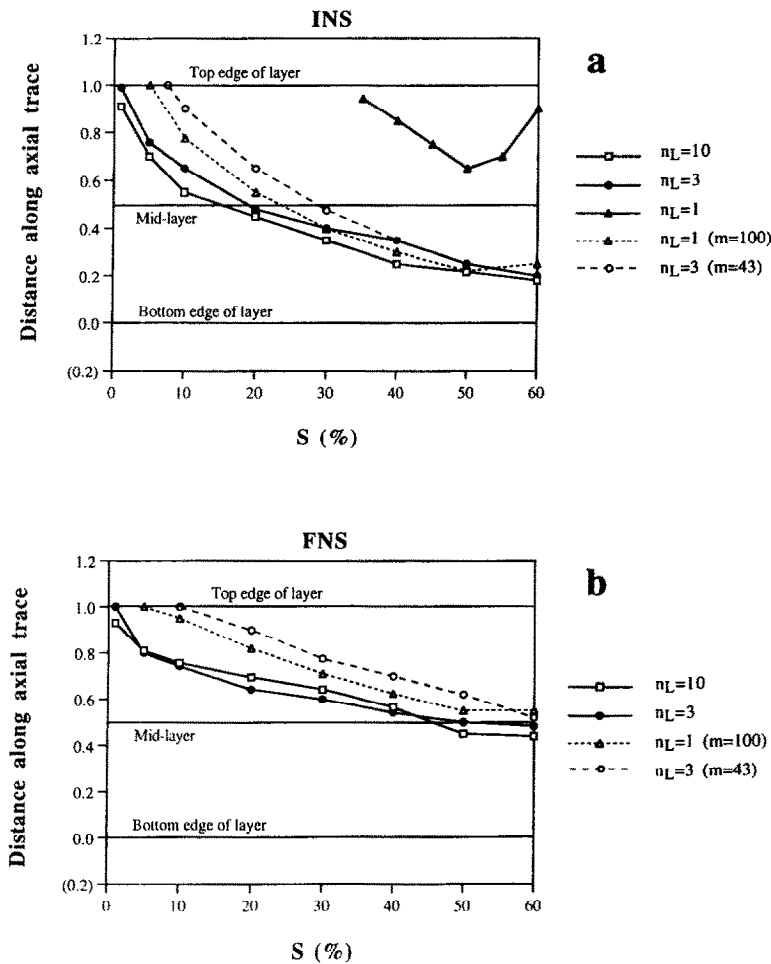 INS
a
Distance along axial trace
1.2
1.0
0.8
0.6
0.4
0.2
0.0
(0.2)
Top edge of layer
Mid-layer
Bottom edge of layer
0 10 20 30 40 50 60
S (%)
nL=10
nL=3
nL=1
nL=1 (m=100)
nL=3 (m=43)
FNS
b
Distance along axial trace
1.2
1.0
0.8
0.6
0.4
0.2
0.0
(0.2)
Top edge of layer
Mid-layer
Bottom edge of layer
0 10 20 30 40 50 60
S (%)
nL=10
nL=3
nL=1 (m=100)
nL=3 (m=43)